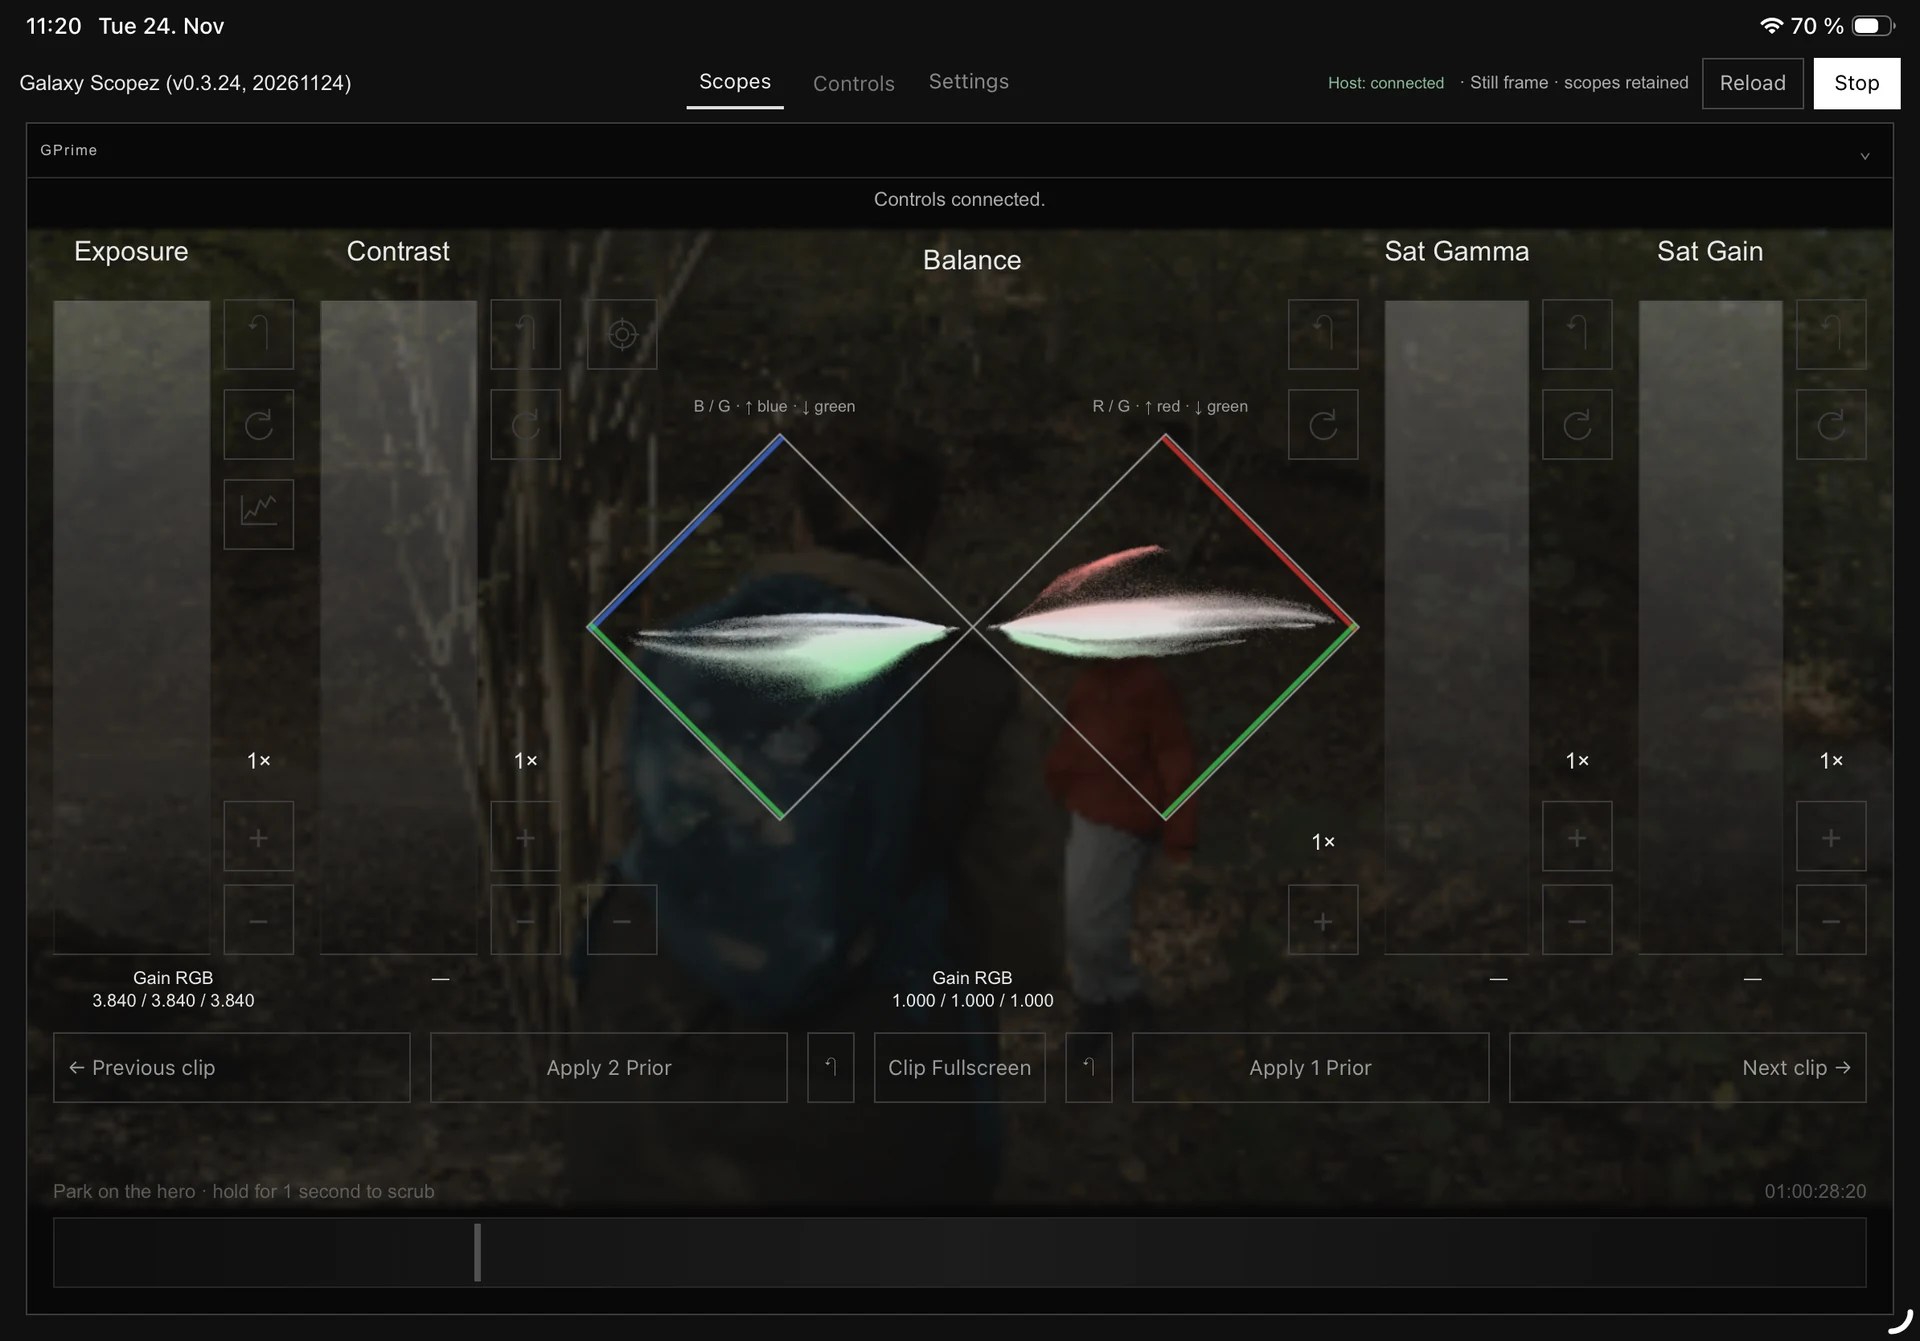 11:20 Tue 24. Nov
70 %
Galaxy Scopez (v0.3.24, 20261124)
Scopes
Controls
Settings
Host: connected · Still frame · scopes retained
Reload
Stop
GPrime
Controls connected.
Exposure
Contrast
Balance
Sat Gamma
Sat Gain
B / G · ↑ blue · ↓ green
R / G · ↑ red · ↓ green
1×
1×
1×
1×
1×
Gain RGB
3.840 / 3.840 / 3.840
—
Gain RGB
1.000 / 1.000 / 1.000
—
—
← Previous clip
Apply 2 Prior
Clip Fullscreen
Apply 1 Prior
Next clip →
Park on the hero · hold for 1 second to scrub
01:00:28:20